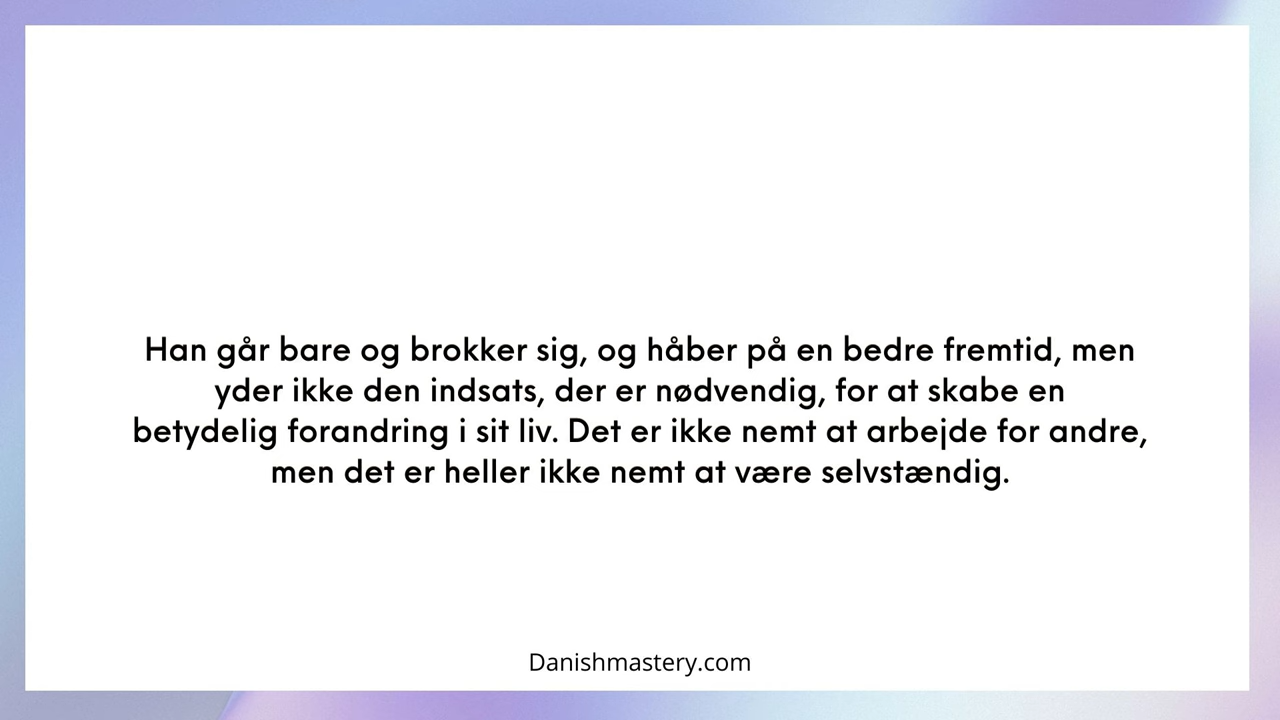 Han går bare og brokker sig, og håber på en bedre fremtid, men
yder ikke den indsats, der er nødvendig, for at skabe en
betydelig forandring i sit liv. Det er ikke nemt at arbejde for andre,
men det er heller ikke nemt at være selvstændig.
Danishmastery.com